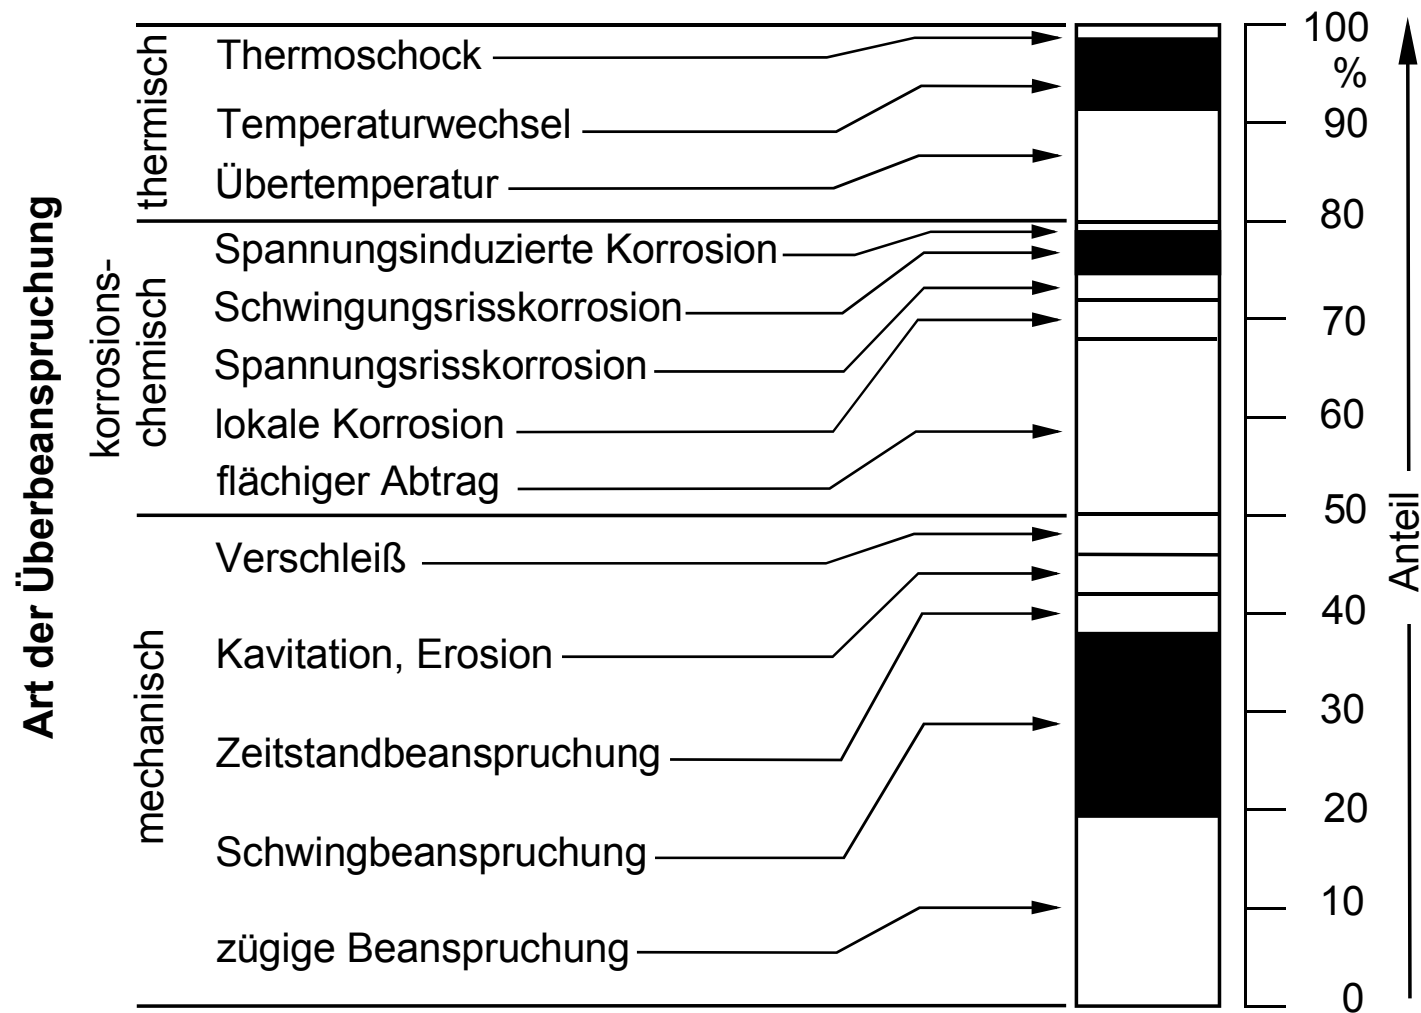 Art der Überbeanspruchung
thermisch
Thermoschock
Temperaturwechsel
Übertemperatur
korrosions-
chemisch
Spannungsinduzierte Korrosion
Schwingungsrisskorrosion
Spannungsrisskorrosion
lokale Korrosion
flächiger Abtrag
mechanisch
Verschleiß
Kavitation, Erosion
Zeitstandbeanspruchung
Schwingbeanspruchung
zügige Beanspruchung
100
%
90
80
70
60
50
40
30
20
10
0
Anteil